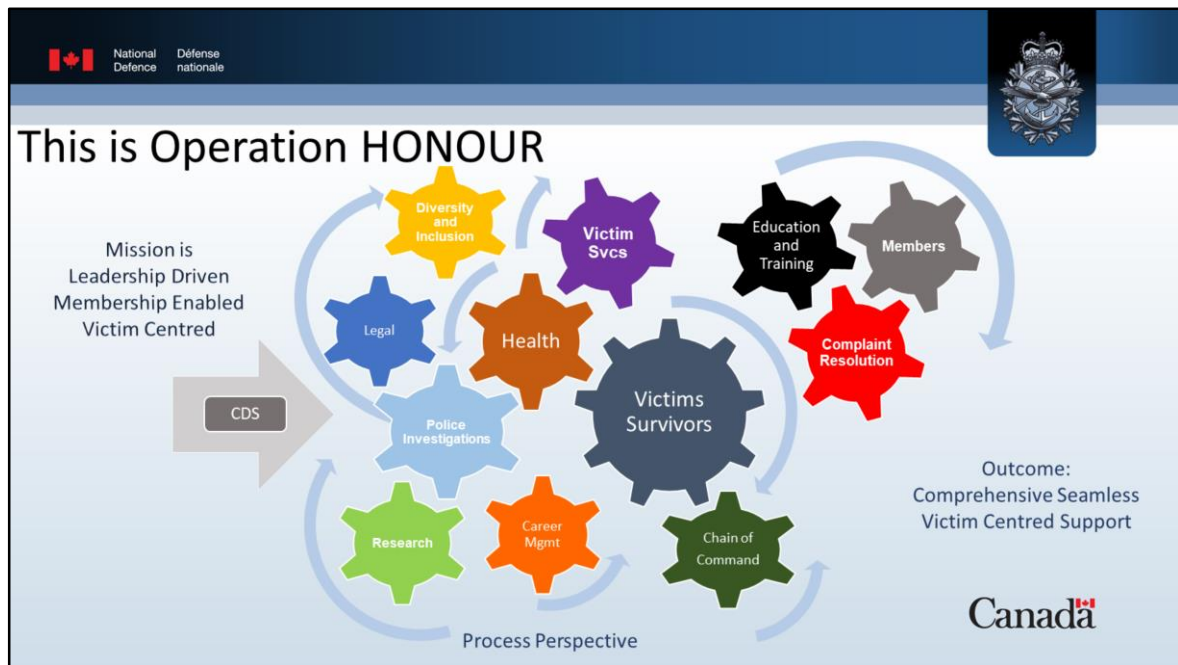 National
Defence
Défense
nationale
This is Operation HONOUR
Mission is
Leadership Driven
Membership Enabled
Victim Centred
CDS
Diversity
and
Inclusion
Victim
Svcs
Education
and
Training
Members
Legal
Health
Complaint
Resolution
Police
Investigations
Victims
Survivors
Research
Career
Mgmt
Chain of
Command
Outcome:
Comprehensive Seamless
Victim Centred Support
Process Perspective
Canada